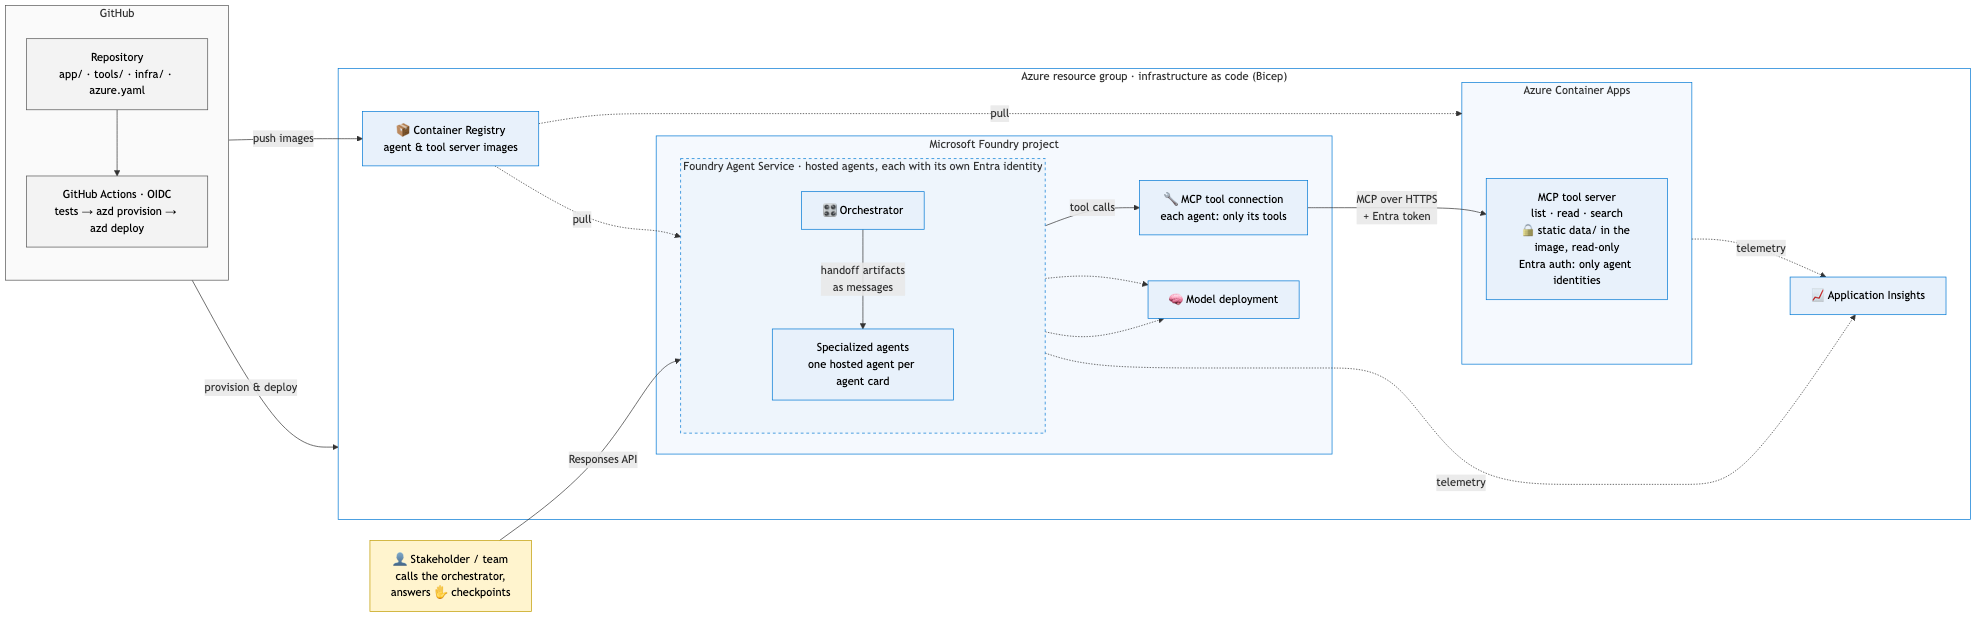 GitHub
Repository
app/ · tools/ · infra/ ·
azure.yaml
GitHub Actions · OIDC
tests → azd provision →
azd deploy
push images
provision & deploy
Azure resource group · infrastructure as code (Bicep)
📦 Container Registry
agent & tool server images
pull
pull
Microsoft Foundry project
Foundry Agent Service · hosted agents, each with its own Entra identity
🎛️ Orchestrator
handoff artifacts
as messages
Specialized agents
one hosted agent per
agent card
tool calls
🔧 MCP tool connection
each agent: only its tools
🧠 Model deployment
MCP over HTTPS
+ Entra token
Azure Container Apps
MCP tool server
list · read · search
🔒 static data/ in the
image, read-only
Entra auth: only agent
identities
telemetry
📈 Application Insights
telemetry
Responses API
👤 Stakeholder / team
calls the orchestrator,
answers ✋ checkpoints